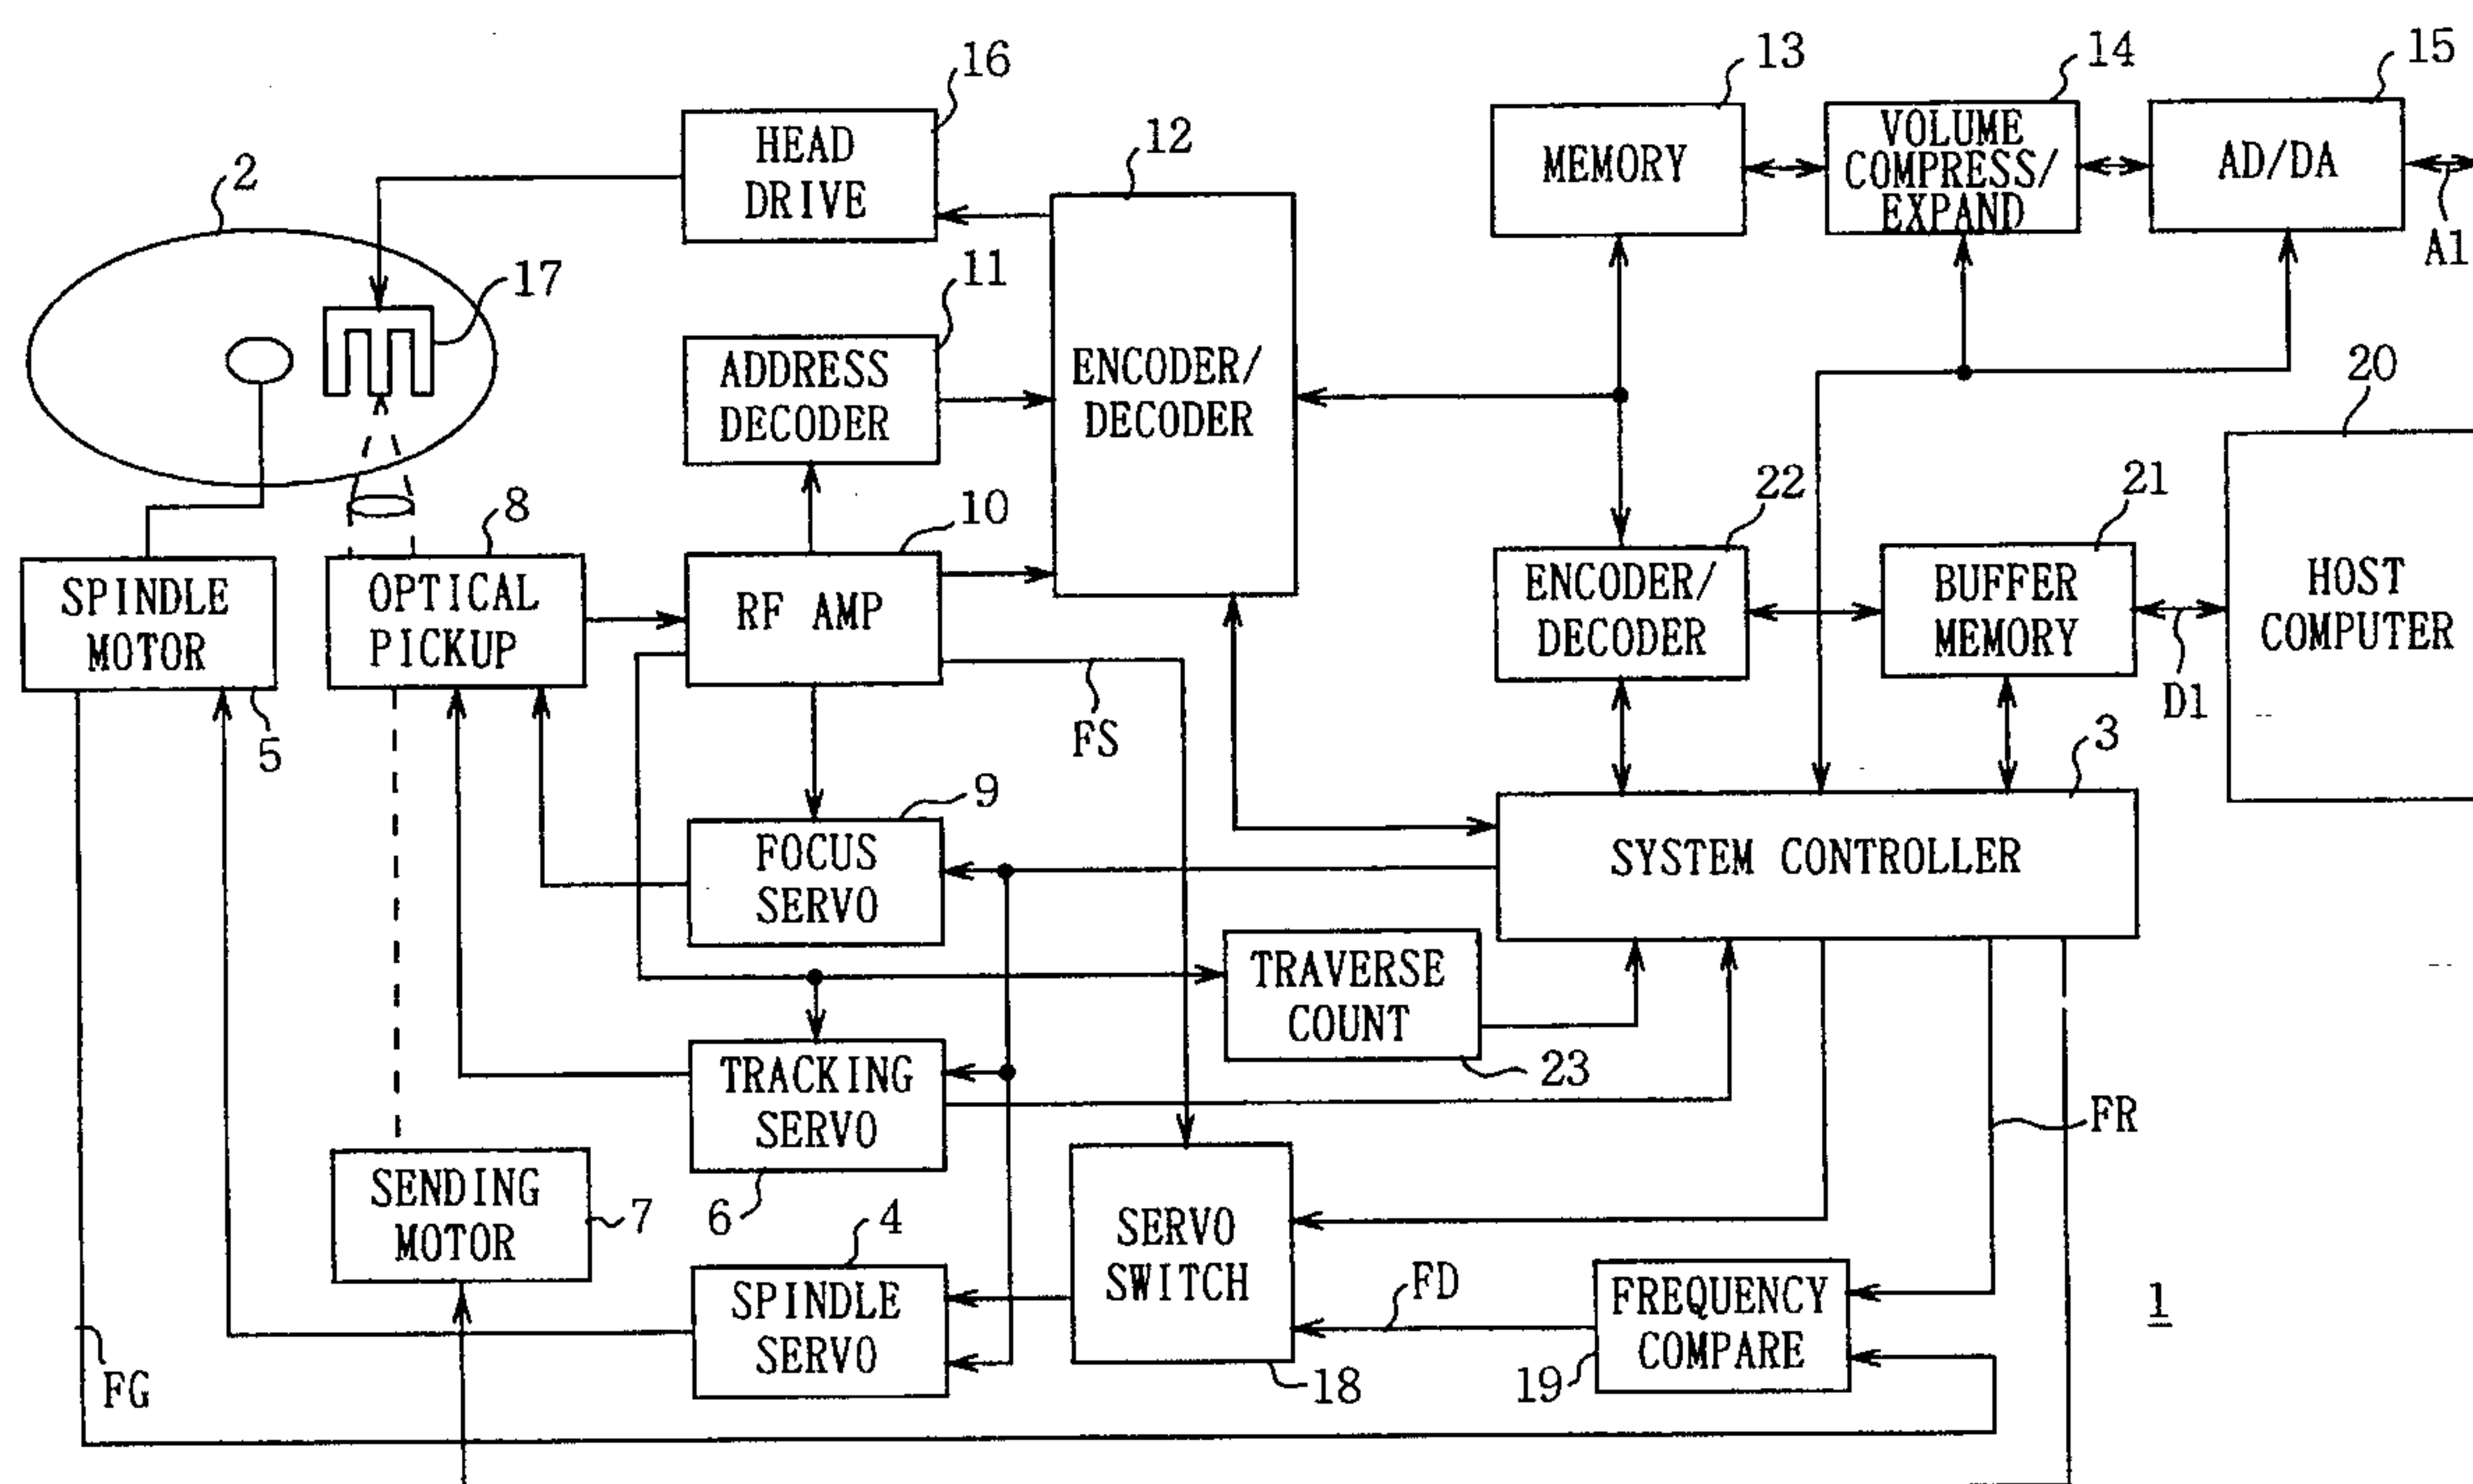 16
13
14
15
HEAD
DRIVE
12
MEMORY
VOLUME
COMPRESS/
EXPAND
AD/DA
A1
2
17
11
ADDRESS
DECODER
ENCODER/
DECODER
20
8
10
22
21
SPINDLE
MOTOR
OPTICAL
PICKUP
RF AMP
ENCODER/
DECODER
BUFFER
MEMORY
HOST
COMPUTER
D1
5
FS
3
9
FOCUS
SERVO
SYSTEM CONTROLLER
TRAVERSE
COUNT
23
TRACKING
SERVO
6
FR
SENDING
MOTOR
7
4
SERVO
SWITCH
18
SPINDLE
SERVO
FD
FREQUENCY
COMPARE
19
1
FG